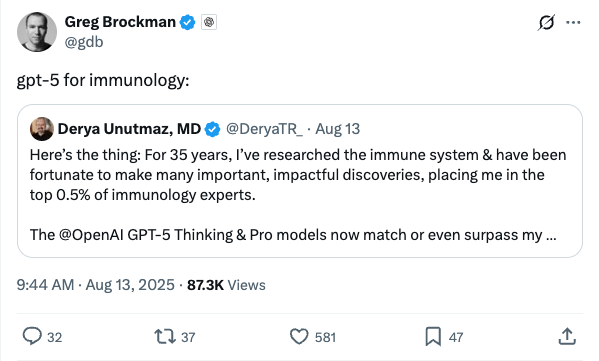 Greg Brockman
@gdb
gpt-5 for immunology:
Derya Unutmaz, MD @DeryaTR_ · Aug 13
Here’s the thing: For 35 years, I’ve researched the immune system & have been
fortunate to make many important, impactful discoveries, placing me in the
top 0.5% of immunology experts.
The @OpenAI GPT-5 Thinking & Pro models now match or even surpass my ...
9:44 AM · Aug 13, 2025 · 87.3K Views
32 37 581 47